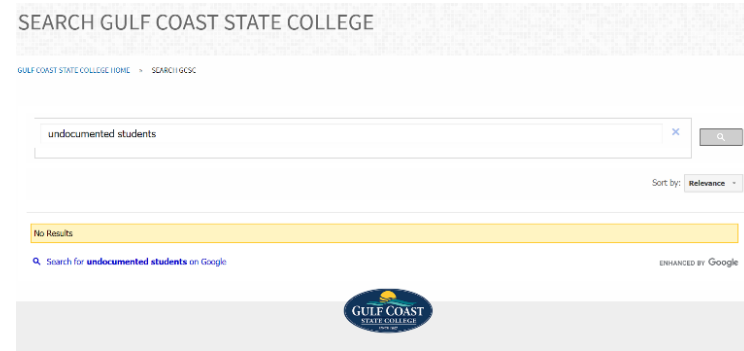 SEARCH GULF COAST STATE COLLEGE
GULF COAST STATE COLLEGE HOME » SEARCH GCSC
undocumented students
Sort by: Relevance
No Results
Search for undocumented students on Google
ENHANCED BY Google
GULF COAST
STATE COLLEGE